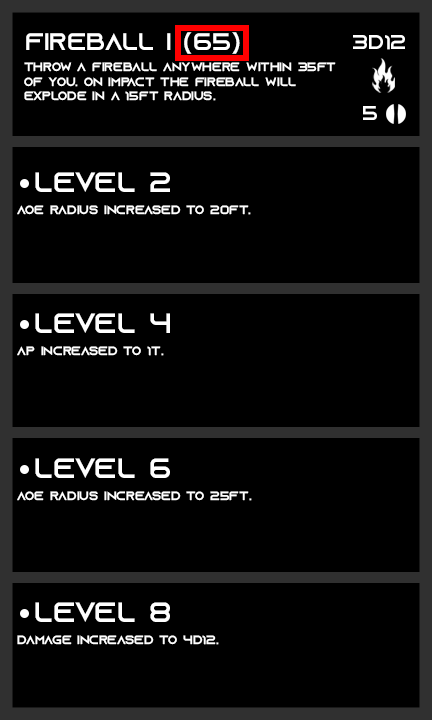 FIREBALL I (65)
3D12
THROW A FIREBALL ANYWHERE WITHIN 35FT
OF YOU. ON IMPACT THE FIREBALL WILL
EXPLODE IN A 15FT RADIUS.
5
•LEVEL 2
AOE RADIUS INCREASED TO 20FT.
•LEVEL 4
AP INCREASED TO 1T.
•LEVEL 6
AOE RADIUS INCREASED TO 25FT.
•LEVEL 8
DAMAGE INCREASED TO 4D12.